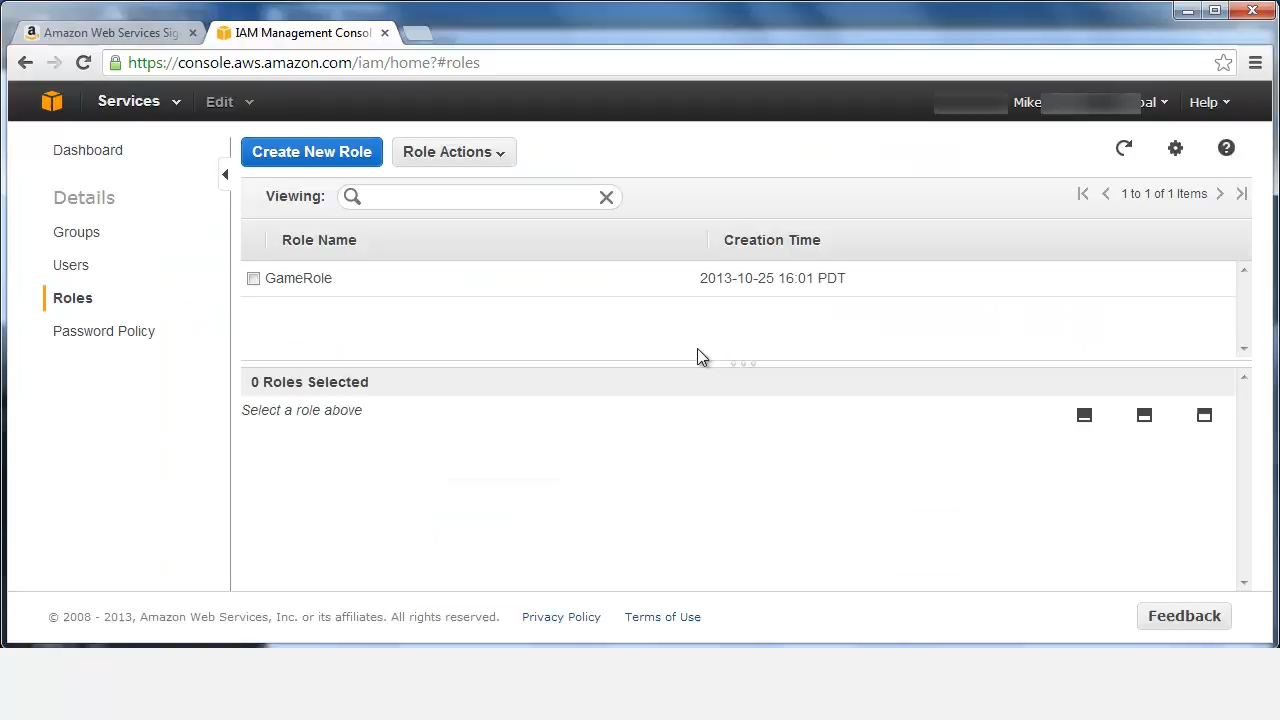 Amazon Web Services Sig
IAM Management Consol
https://console.aws.amazon.com/iam/home?#roles
Services Edit Mike bal Help
Dashboard
Details
Groups
Users
Roles
Password Policy
Create New Role Role Actions
Viewing: 1 to 1 of 1 Items
Role Name Creation Time
GameRole 2013-10-25 16:01 PDT
0 Roles Selected
Select a role above
© 2008 - 2013, Amazon Web Services, Inc. or its affiliates. All rights reserved. Privacy Policy Terms of Use Feedback